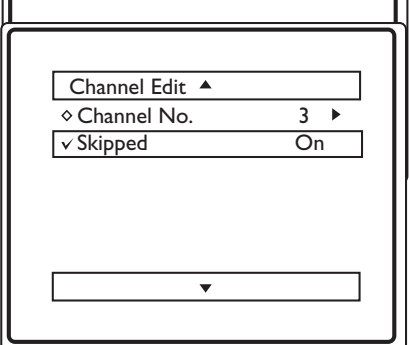 Channel Edit ▲
◇ Channel No. 3 ▶
✓ Skipped On
▼